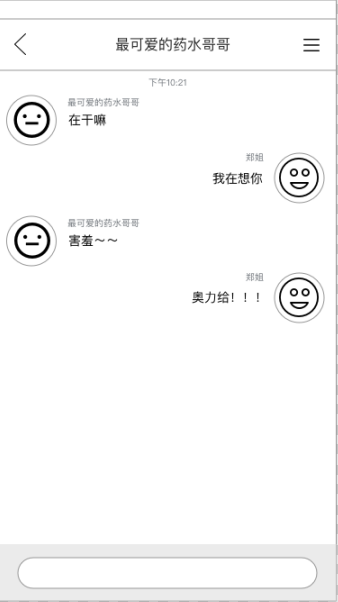 最可爱的药水哥哥
下午10:21
最可爱的药水哥哥
在干嘛
郑姐
我在想你
最可爱的药水哥哥
害羞～～
郑姐
奥力给！！！